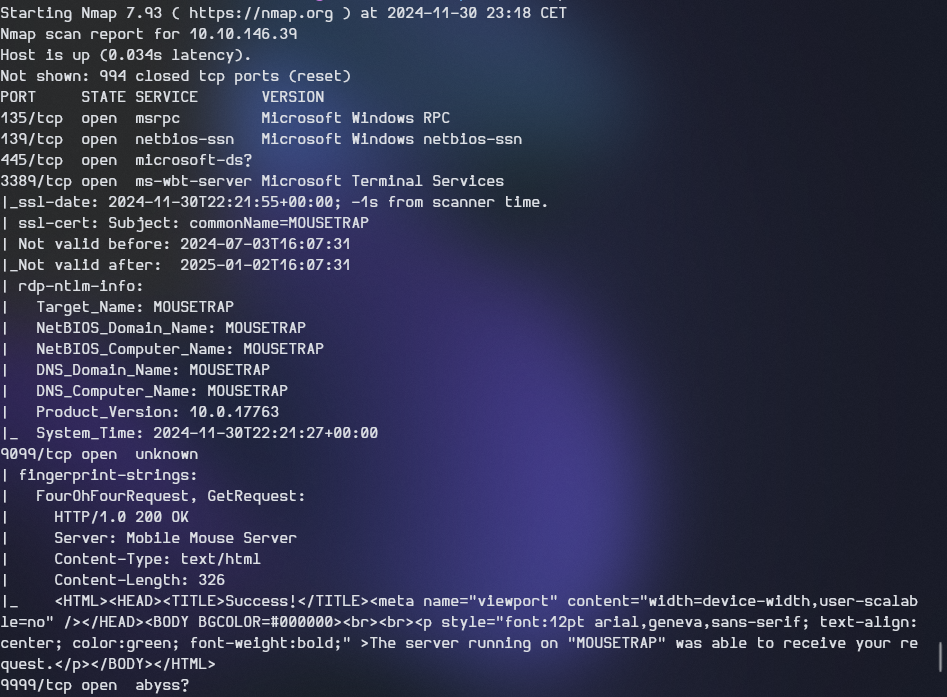 Starting Nmap 7.93 ( https://nmap.org ) at 2024-11-30 23:18 CET
Nmap scan report for 10.10.146.39
Host is up (0.034s latency).
Not shown: 994 closed tcp ports (reset)
PORT     STATE SERVICE       VERSION
135/tcp  open  msrpc         Microsoft Windows RPC
139/tcp  open  netbios-ssn   Microsoft Windows netbios-ssn
445/tcp  open  microsoft-ds?
3389/tcp open  ms-wbt-server Microsoft Terminal Services
|_ssl-date: 2024-11-30T22:21:55+00:00; -1s from scanner time.
| ssl-cert: Subject: commonName=MOUSETRAP
| Not valid before: 2024-07-03T16:07:31
|_Not valid after:  2025-01-02T16:07:31
| rdp-ntlm-info:
|   Target_Name: MOUSETRAP
|   NetBIOS_Domain_Name: MOUSETRAP
|   NetBIOS_Computer_Name: MOUSETRAP
|   DNS_Domain_Name: MOUSETRAP
|   DNS_Computer_Name: MOUSETRAP
|   Product_Version: 10.0.17763
|_  System_Time: 2024-11-30T22:21:27+00:00
9099/tcp open  unknown
| fingerprint-strings:
|   FourOhFourRequest, GetRequest:
|     HTTP/1.0 200 OK
|     Server: Mobile Mouse Server
|     Content-Type: text/html
|     Content-Length: 326
|_    <HTML><HEAD><TITLE>Success!</TITLE><meta name="viewport" content="width=device-width,user-scalab
le=no" /></HEAD><BODY BGCOLOR=#000000><br><br><p style="font:12pt arial,geneva,sans-serif; text-align:
center; color:green; font-weight:bold;" >The server running on "MOUSETRAP" was able to receive your re
quest.</p></BODY></HTML>
9999/tcp open  abyss?